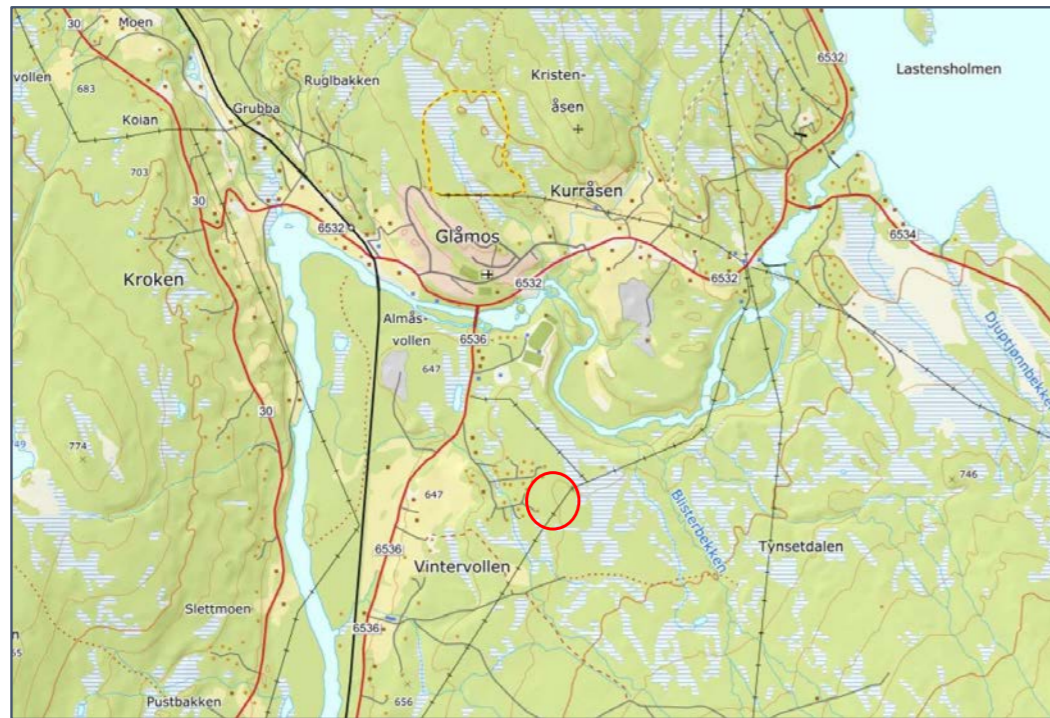 30
Moen
6532
Lastensholmen
vollen
683
Ruglbakken
Kristen-
åsen
Koian
Grubba
703
30
Kurråsen
6532
Glåmos
6534
Kroken
6532
6532
Almås-
vollen
6536
647
Djuptjønnbekken
30
774
49
746
647
Blisterbekken
Tynsetdalen
6536
Vintervollen
Slettmoen
6536
Pustbakken
656